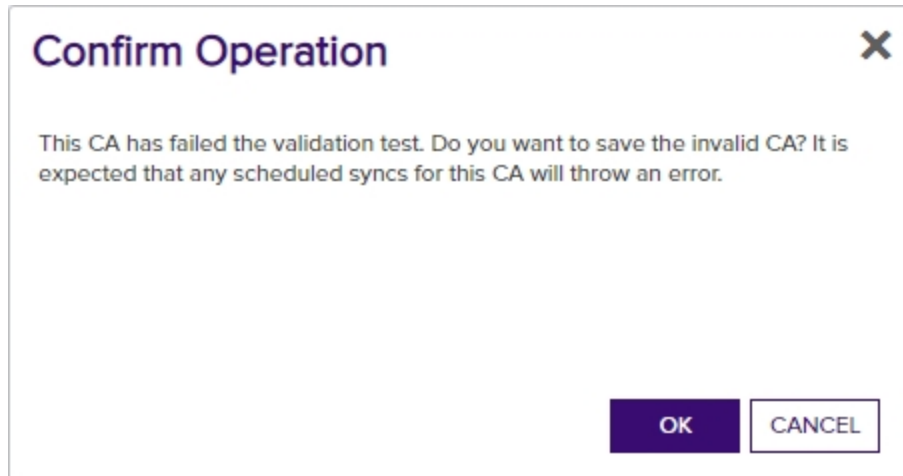 Confirm Operation
This CA has failed the validation test. Do you want to save the invalid CA? It is
expected that any scheduled syncs for this CA will throw an error.
OK
CANCEL